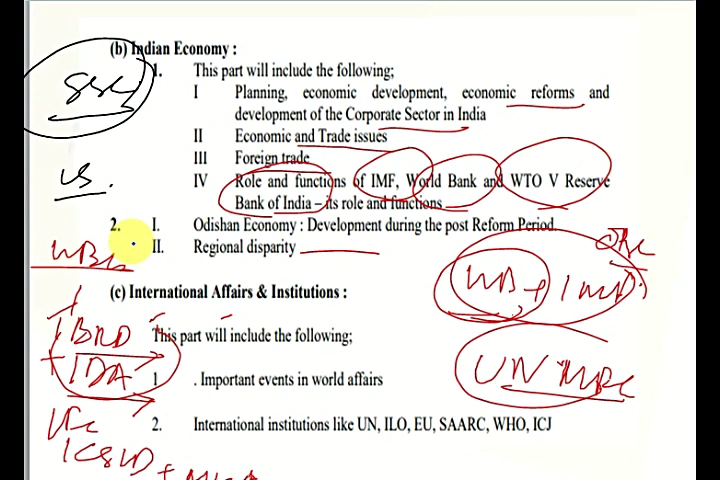 (b) Indian Economy :
1. This part will include the following;
I Planning, economic development, economic reforms and
development of the Corporate Sector in India
II Economic and Trade issues
III Foreign trade
IV Role and functions of IMF, World Bank and WTO V Reserve
Bank of India – its role and functions
2. I. Odishan Economy : Development during the post Reform Period.
II. Regional disparity
(c) International Affairs & Institutions :
This part will include the following;
1 . Important events in world affairs
2. International institutions like UN, ILO, EU, SAARC, WHO, ICJ
US.
WB
+
IBRD
+ IDA
ICSID
WB + IMF
UN